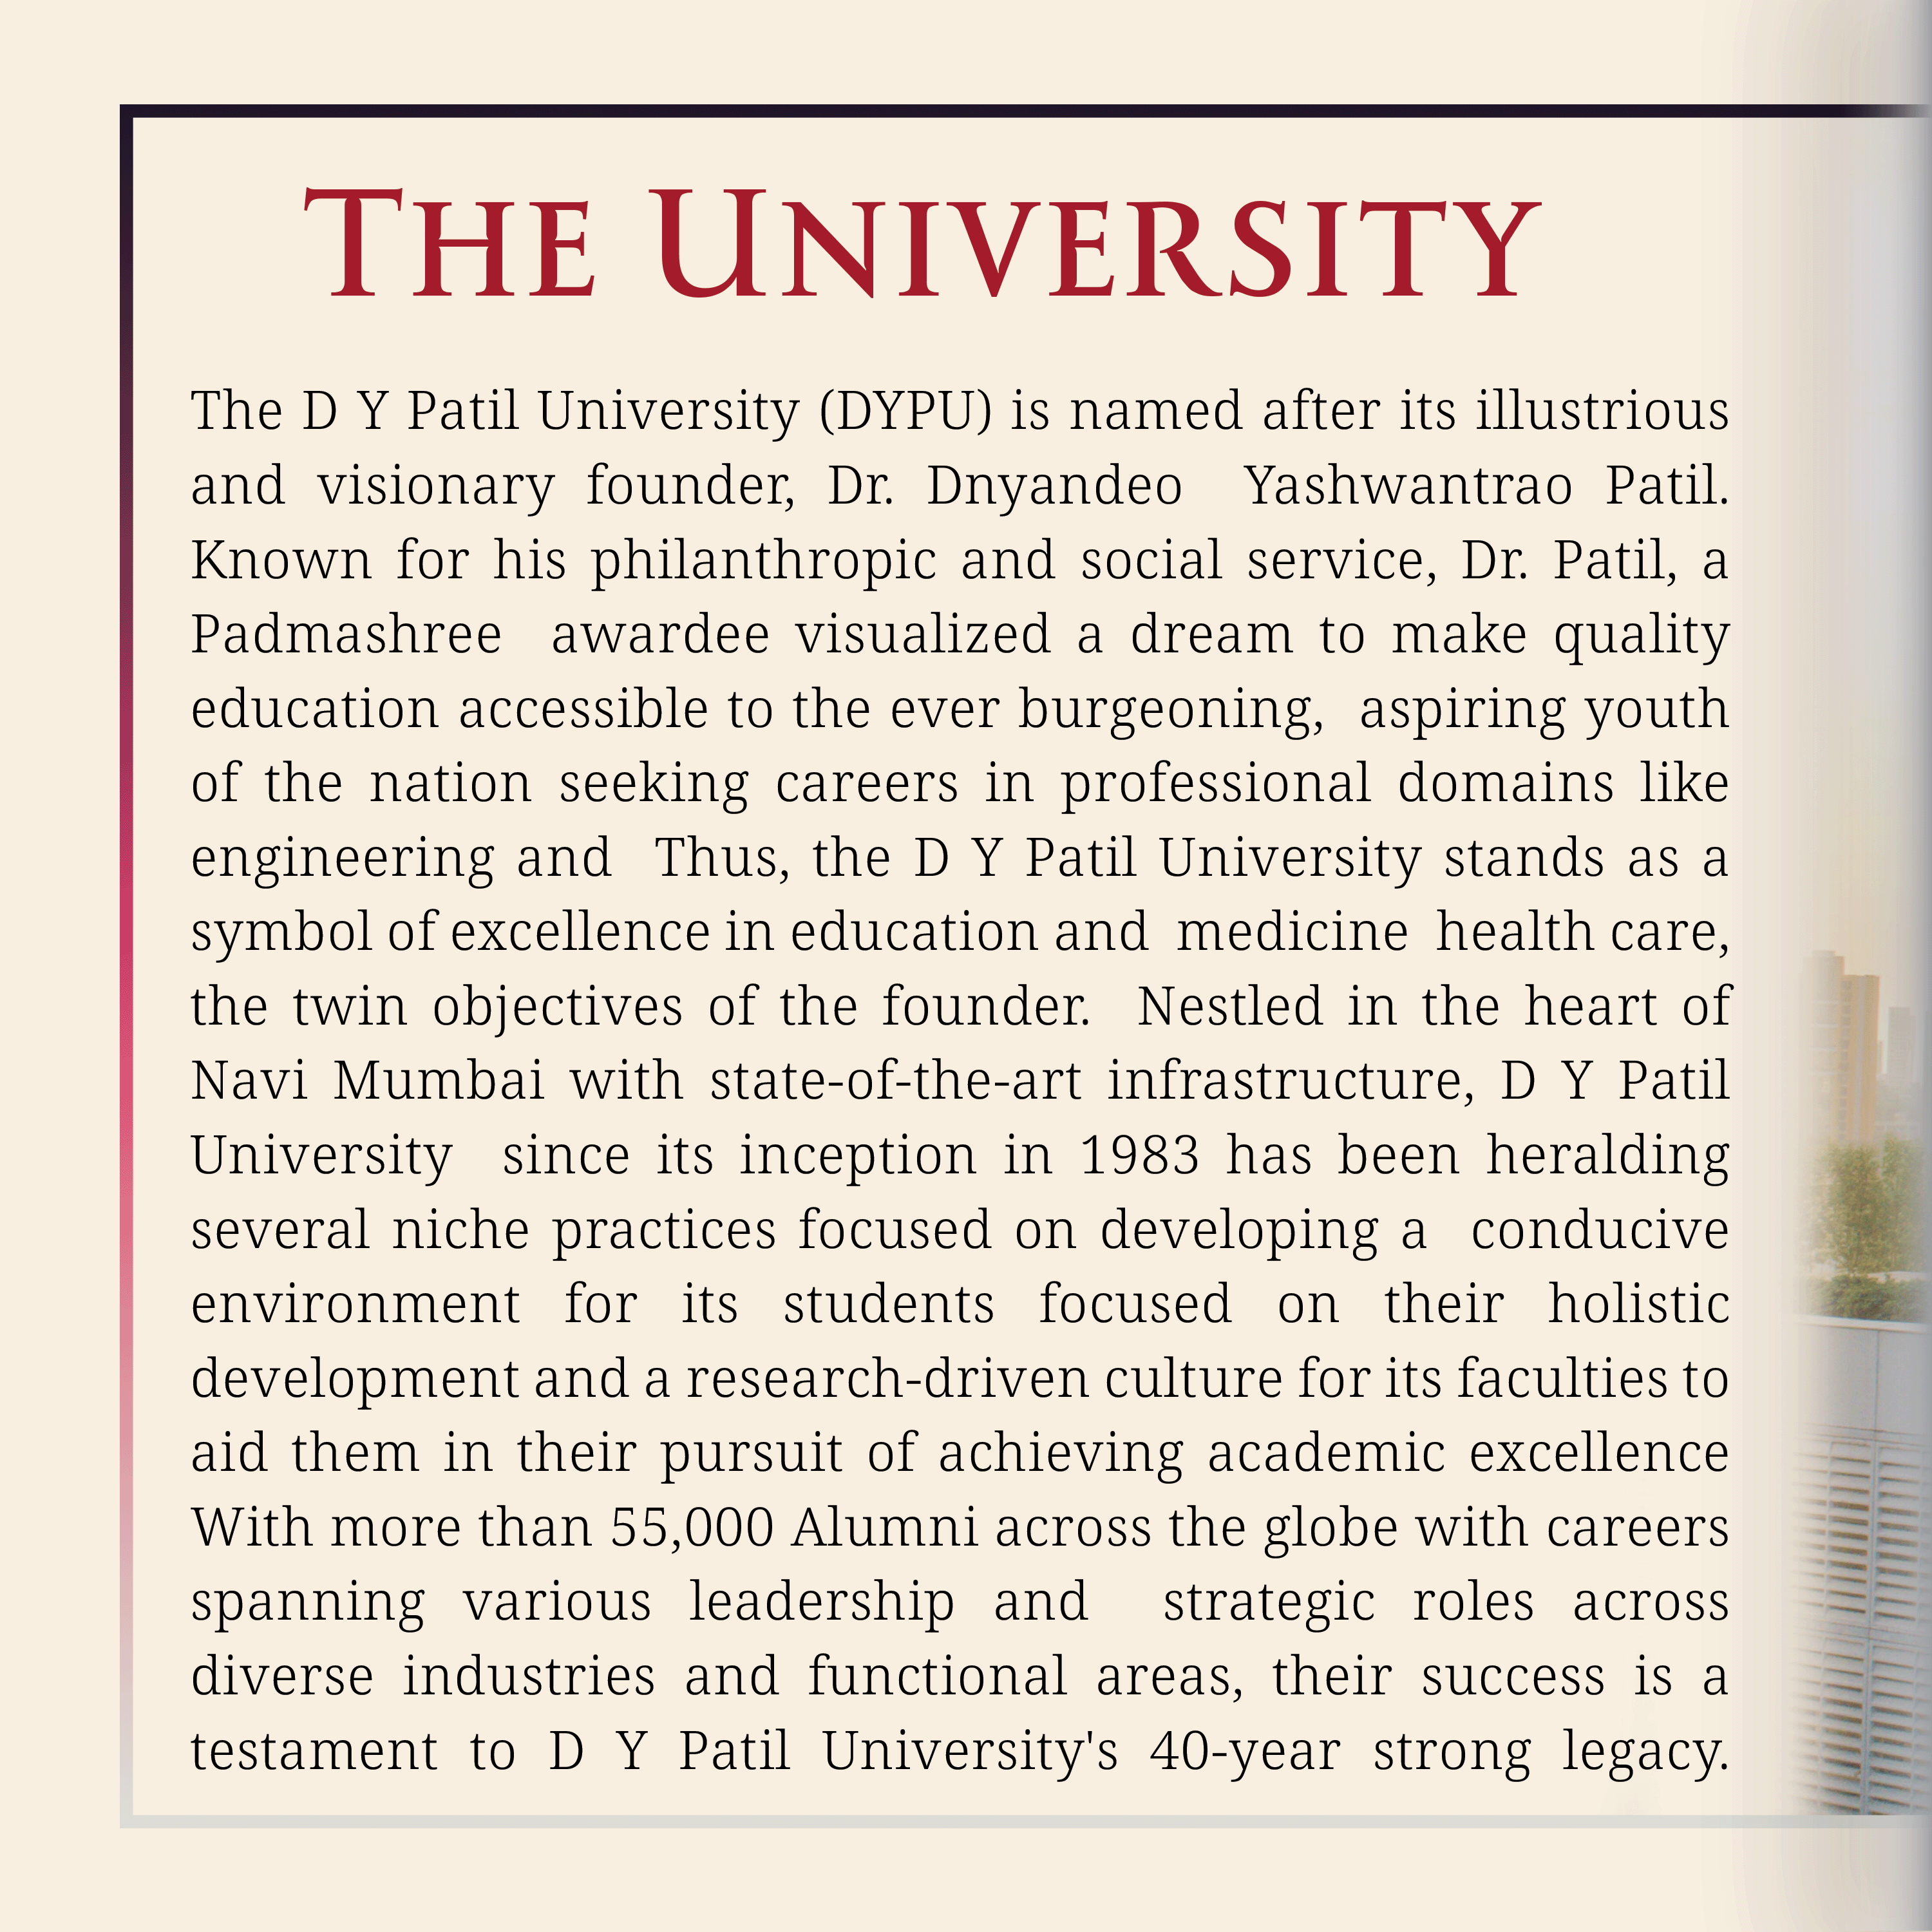 The University
The D Y Patil University (DYPU) is named after its illustrious
and visionary founder, Dr. Dnyandeo Yashwantrao Patil.
Known for his philanthropic and social service, Dr. Patil, a
Padmashree awardee visualized a dream to make quality
education accessible to the ever burgeoning, aspiring youth
of the nation seeking careers in professional domains like
engineering and Thus, the D Y Patil University stands as a
symbol of excellence in education and medicine health care,
the twin objectives of the founder. Nestled in the heart of
Navi Mumbai with state-of-the-art infrastructure, D Y Patil
University since its inception in 1983 has been heralding
several niche practices focused on developing a conducive
environment for its students focused on their holistic
development and a research-driven culture for its faculties to
aid them in their pursuit of achieving academic excellence
With more than 55,000 Alumni across the globe with careers
spanning various leadership and strategic roles across
diverse industries and functional areas, their success is a
testament to D Y Patil University's 40-year strong legacy.